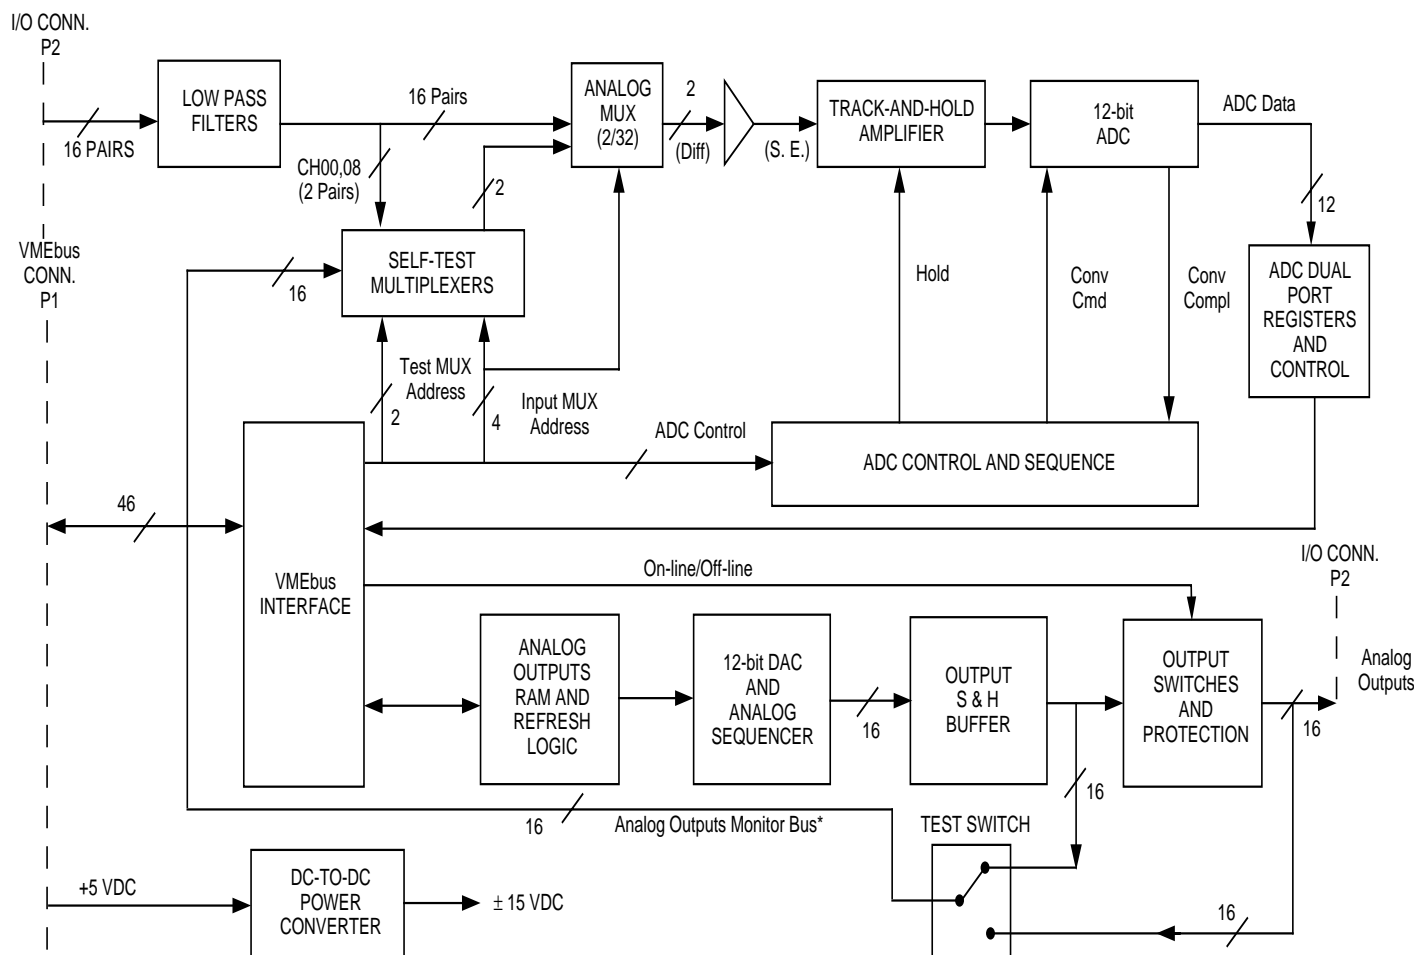 I/O CONN.
P2
LOW PASS
FILTERS
16 PAIRS
16 Pairs
CH00,08
(2 Pairs)
ANALOG
MUX
(2/32)
2
(Diff)
(S. E.)
TRACK-AND-HOLD
AMPLIFIER
12-bit
ADC
ADC Data
12
2
VMEbus
CONN.
P1
16
SELF-TEST
MULTIPLEXERS
Hold
Conv
Cmd
Conv
Compl
ADC DUAL
PORT
REGISTERS
AND
CONTROL
Test MUX
Address
2
4
Input MUX
Address
ADC Control
ADC CONTROL AND SEQUENCE
46
VMEbus
INTERFACE
On-line/Off-line
I/O CONN.
P2
ANALOG
OUTPUTS
RAM AND
REFRESH
LOGIC
12-bit DAC
AND
ANALOG
SEQUENCER
16
OUTPUT
S & H
BUFFER
OUTPUT
SWITCHES
AND
PROTECTION
16
Analog
Outputs
16
16
Analog Outputs Monitor Bus*
TEST SWITCH
16
+5 VDC
DC-TO-DC
POWER
CONVERTER
± 15 VDC